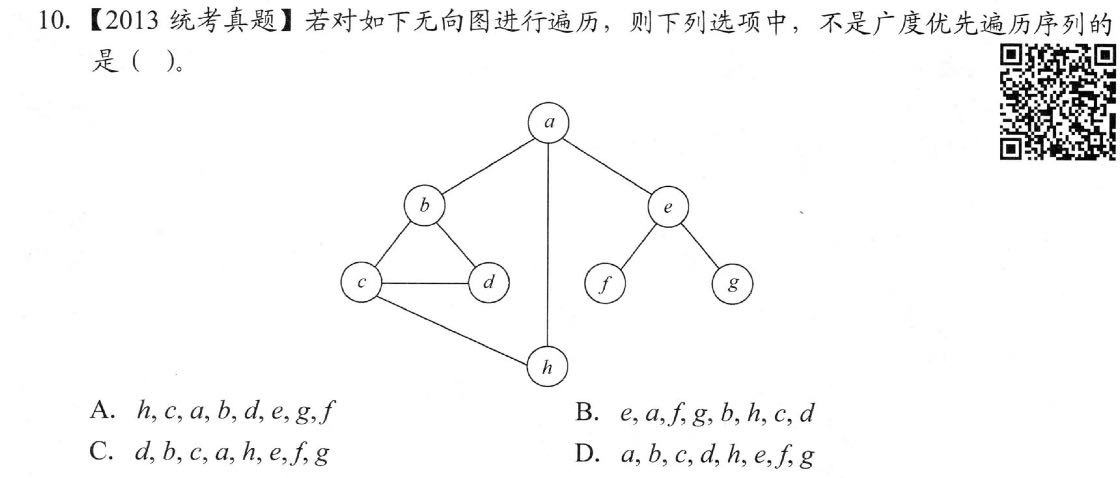 10. 【2013 统考真题】若对如下无向图进行遍历，则下列选项中，不是广度优先遍历序列的
是（ ）。
a
b
e
c
d
f
g
h
A. h, c, a, b, d, e, g, f
B. e, a, f, g, b, h, c, d
C. d, b, c, a, h, e, f, g
D. a, b, c, d, h, e, f, g